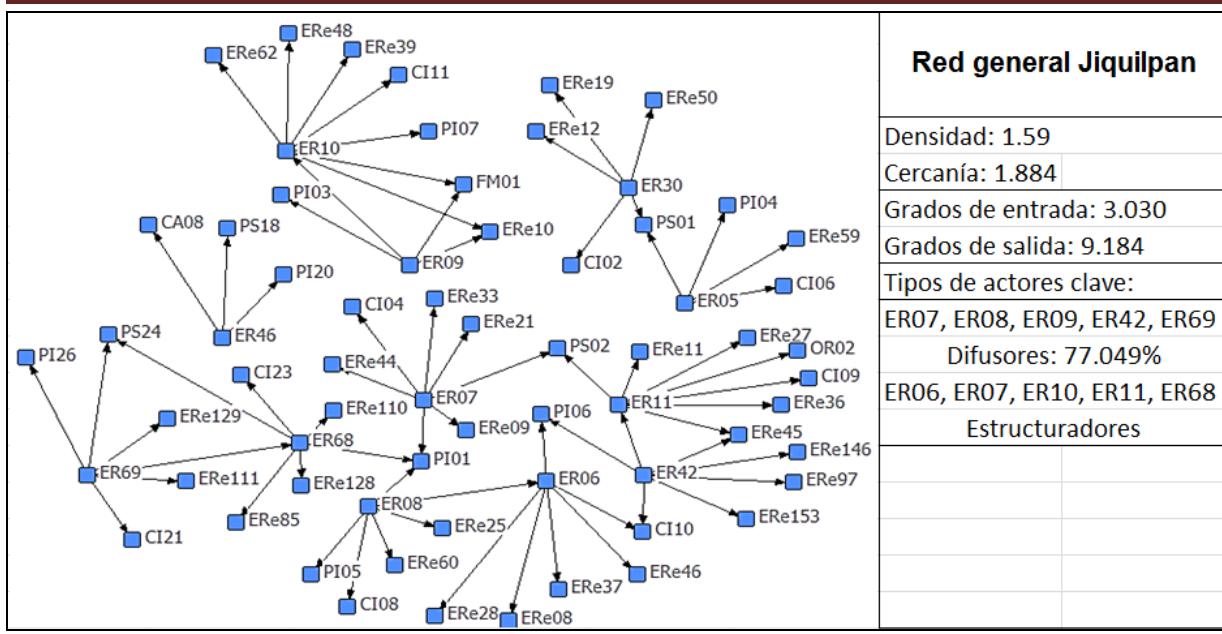 ERe48
ERe62
ERe39
CI11
PI07
ER10
FM01
PI03
ERe10
ER09
ERe19
ERe50
ERe12
ER30
PI04
PS01
ERe59
CI02
CI06
ER05
CA08
PS18
PI20
ER46
CI04
ERe33
ERe21
PS24
PI26
CI23
ERe44
PS02
ERe11
ERe27
OR02
CI09
ERe36
ERe110
ER07
ER11
PI06
ERe129
ERe09
ERe45
ER68
PI01
ERe146
ER69
ERe111
ERe128
ER06
ER42
ERe97
ER08
ERe85
ERe25
CI10
ERe153
CI21
ERe60
PI05
ERe46
CI08
ERe37
ERe28
ERe08
Red general Jiquilpan
Densidad: 1.59
Cercanía: 1.884
Grados de entrada: 3.030
Grados de salida: 9.184
Tipos de actores clave:
ER07, ER08, ER09, ER42, ER69
Difusores: 77.049%
ER06, ER07, ER10, ER11, ER68
Estructuradores